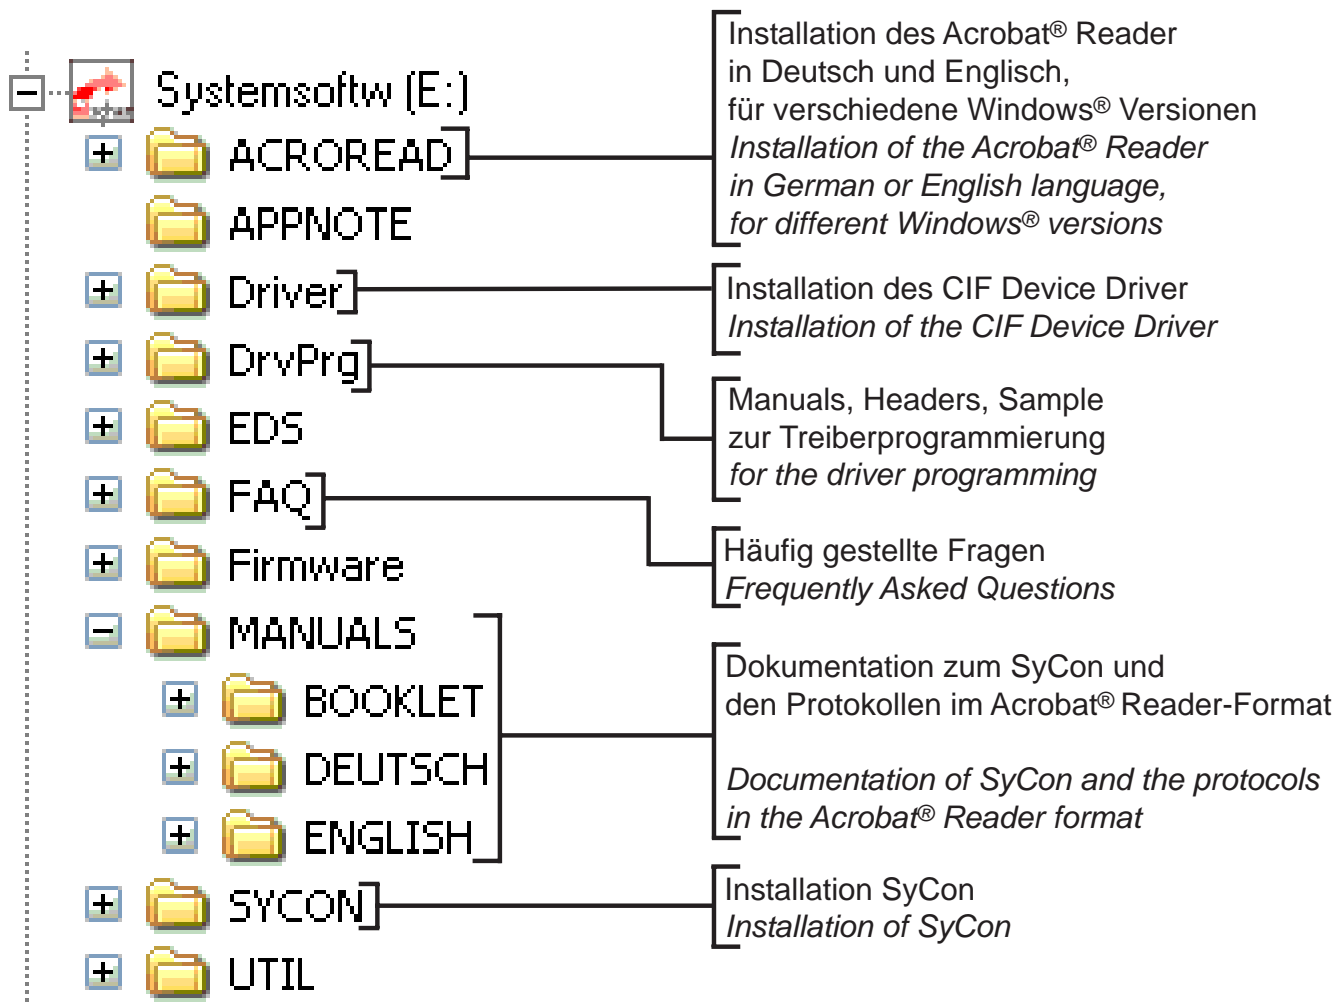 Systemsoftw (E:)
ACROREAD
APPNOTE
Driver
DrvPrg
EDS
FAQ
Firmware
MANUALS
BOOKLET
DEUTSCH
ENGLISH
SYCON
UTIL
Installation des Acrobat® Reader
in Deutsch und Englisch,
für verschiedene Windows® Versionen
Installation of the Acrobat® Reader
in German or English language,
for different Windows® versions
Installation des CIF Device Driver
Installation of the CIF Device Driver
Manuals, Headers, Sample
zur Treiberprogrammierung
for the driver programming
Häufig gestellte Fragen
Frequently Asked Questions
Dokumentation zum SyCon und
den Protokollen im Acrobat® Reader-Format
Documentation of SyCon and the protocols
in the Acrobat® Reader format
Installation SyCon
Installation of SyCon